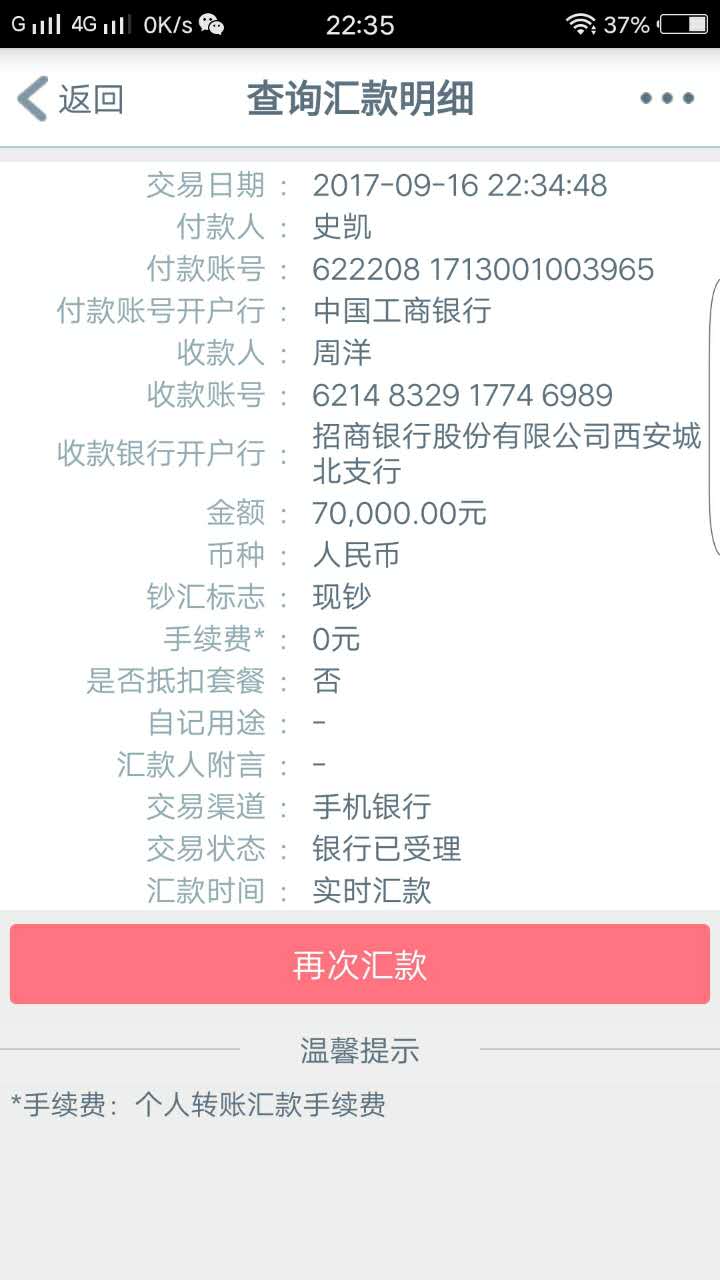 G 4G 0K/s 22:35 37%
返回 查询汇款明细
交易日期 : 2017-09-16 22:34:48
付款人 : 史凯
付款账号 : 622208 1713001003965
付款账号开户行 : 中国工商银行
收款人 : 周洋
收款账号 : 6214 8329 1774 6989
收款银行开户行 : 招商银行股份有限公司西安城
北支行
金额 : 70,000.00元
币种 : 人民币
钞汇标志 : 现钞
手续费* : 0元
是否抵扣套餐 : 否
自记用途 : -
汇款人附言 : -
交易渠道 : 手机银行
交易状态 : 银行已受理
汇款时间 : 实时汇款
再次汇款
温馨提示
*手续费：个人转账汇款手续费